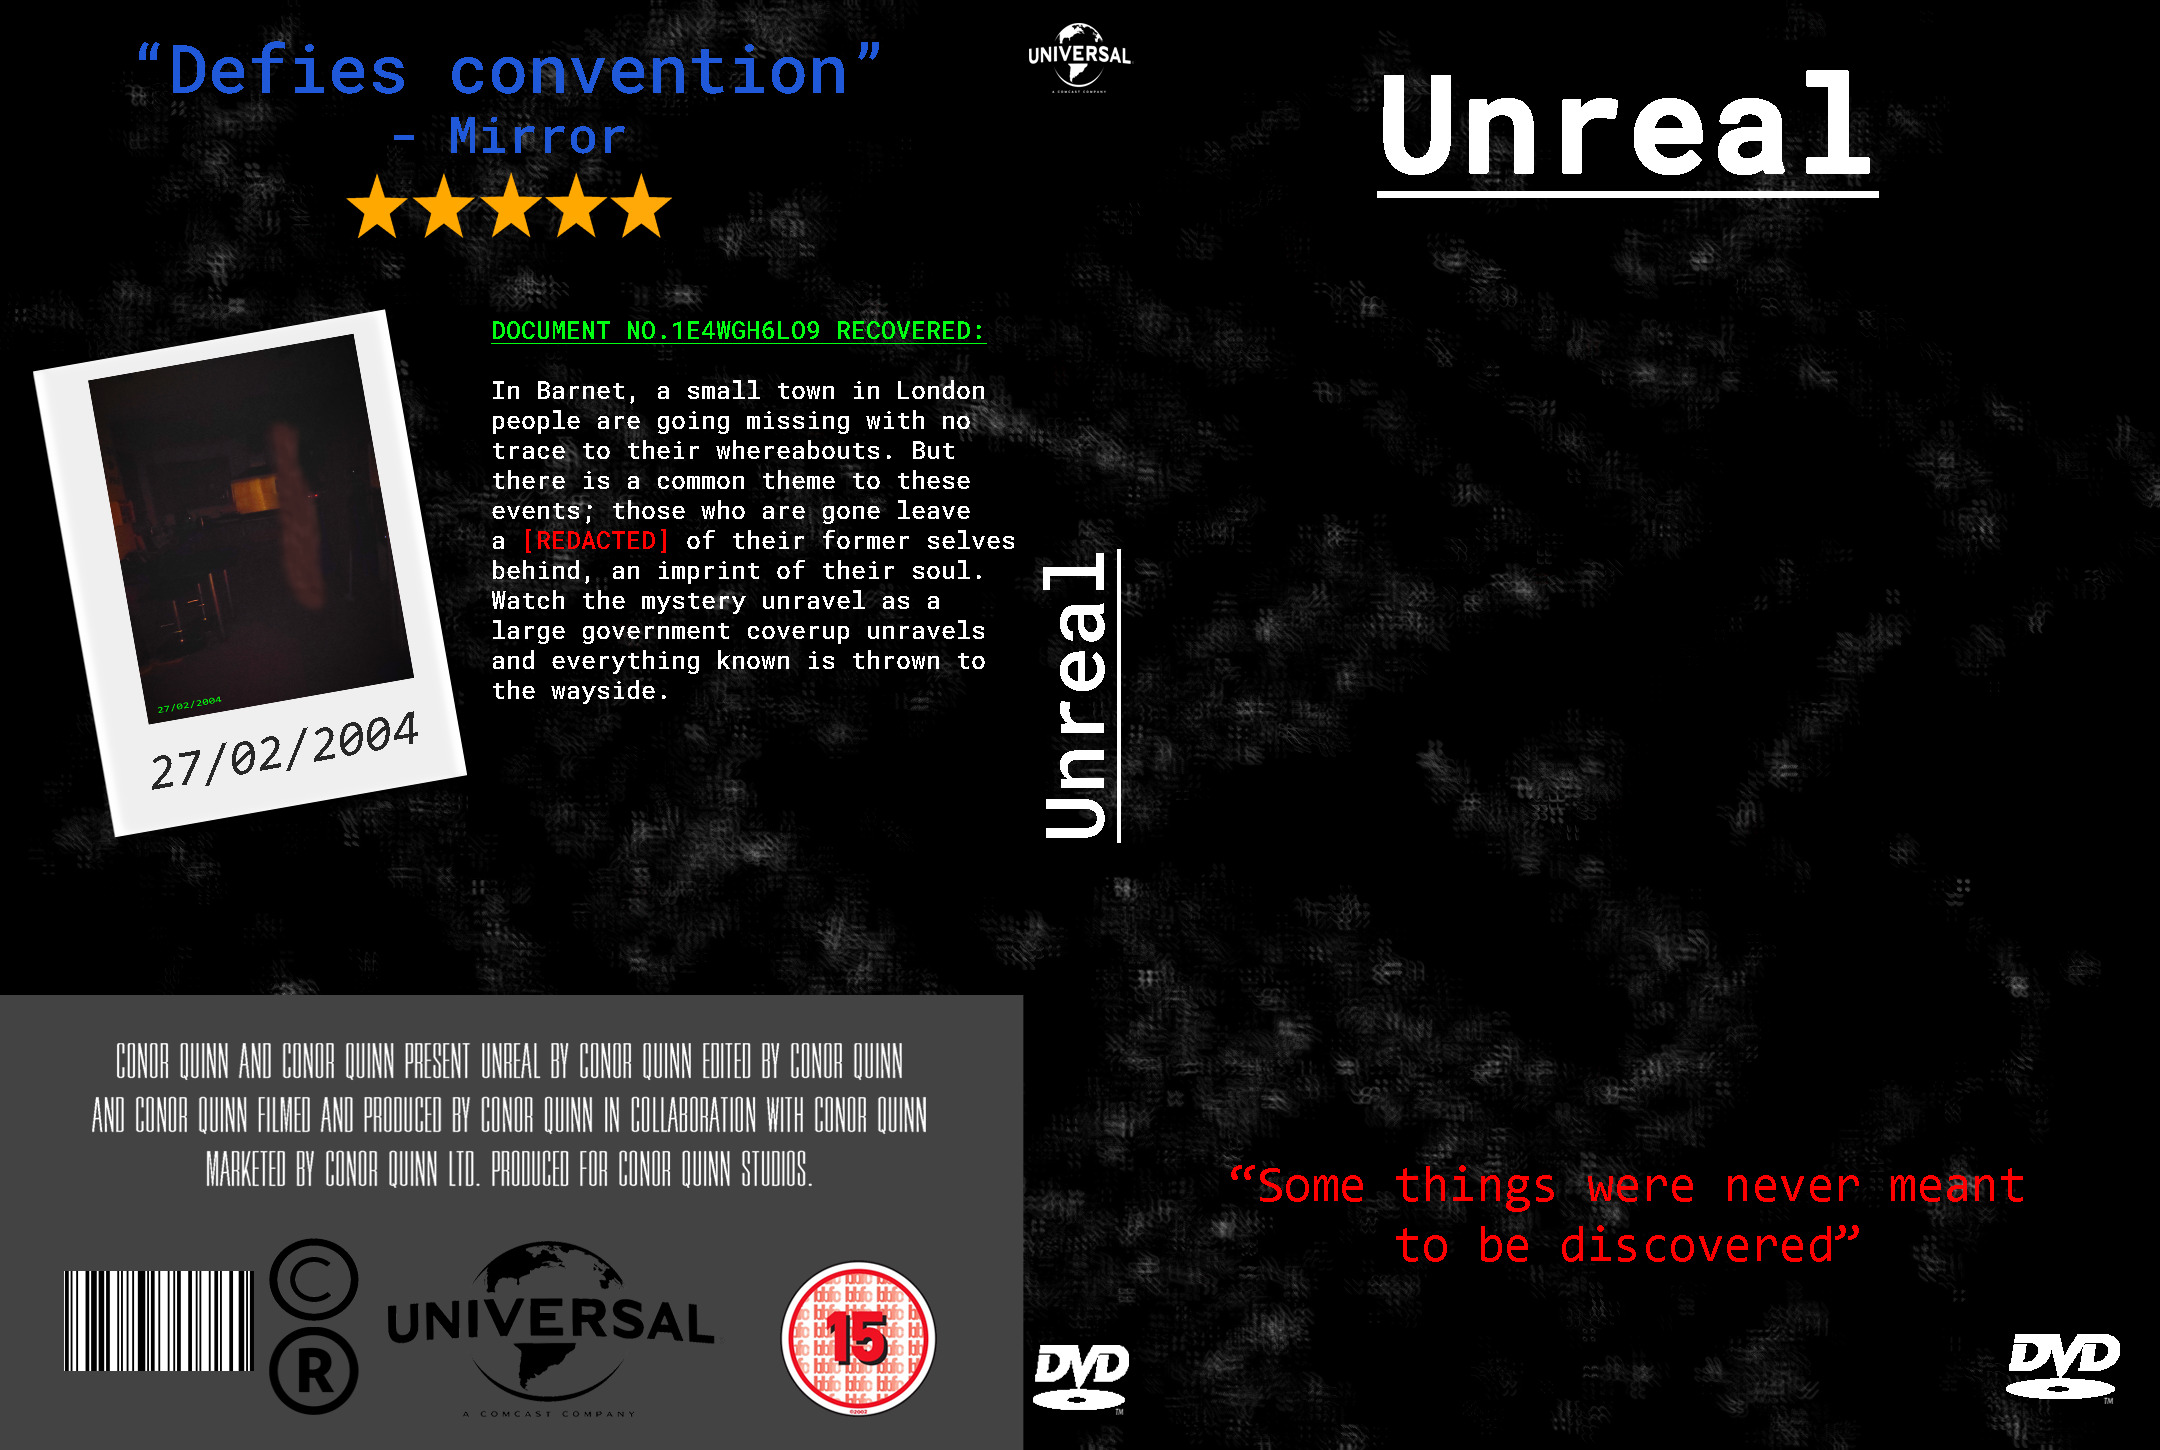 “Defies convention”
- Mirror
DOCUMENT NO.1E4WGH6LO9 RECOVERED:
In Barnet, a small town in London
people are going missing with no
trace to their whereabouts. But
there is a common theme to these
events; those who are gone leave
a [REDACTED] of their former selves
behind, an imprint of their soul.
Watch the mystery unravel as a
large government coverup unravels
and everything known is thrown to
the wayside.
27/02/2004
27/02/2004
CONOR QUINN AND CONOR QUINN PRESENT UNREAL BY CONOR QUINN EDITED BY CONOR QUINN
AND CONOR QUINN FILMED AND PRODUCED BY CONOR QUINN IN COLLABORATION WITH CONOR QUINN
MARKETED BY CONOR QUINN LTD. PRODUCED FOR CONOR QUINN STUDIOS.
©
®
UNIVERSAL
A COMCAST COMPANY
15
©2002
UNIVERSAL
A COMCAST COMPANY
Unreal
DVD
TM
Unreal
“Some things were never meant
to be discovered”
DVD
TM